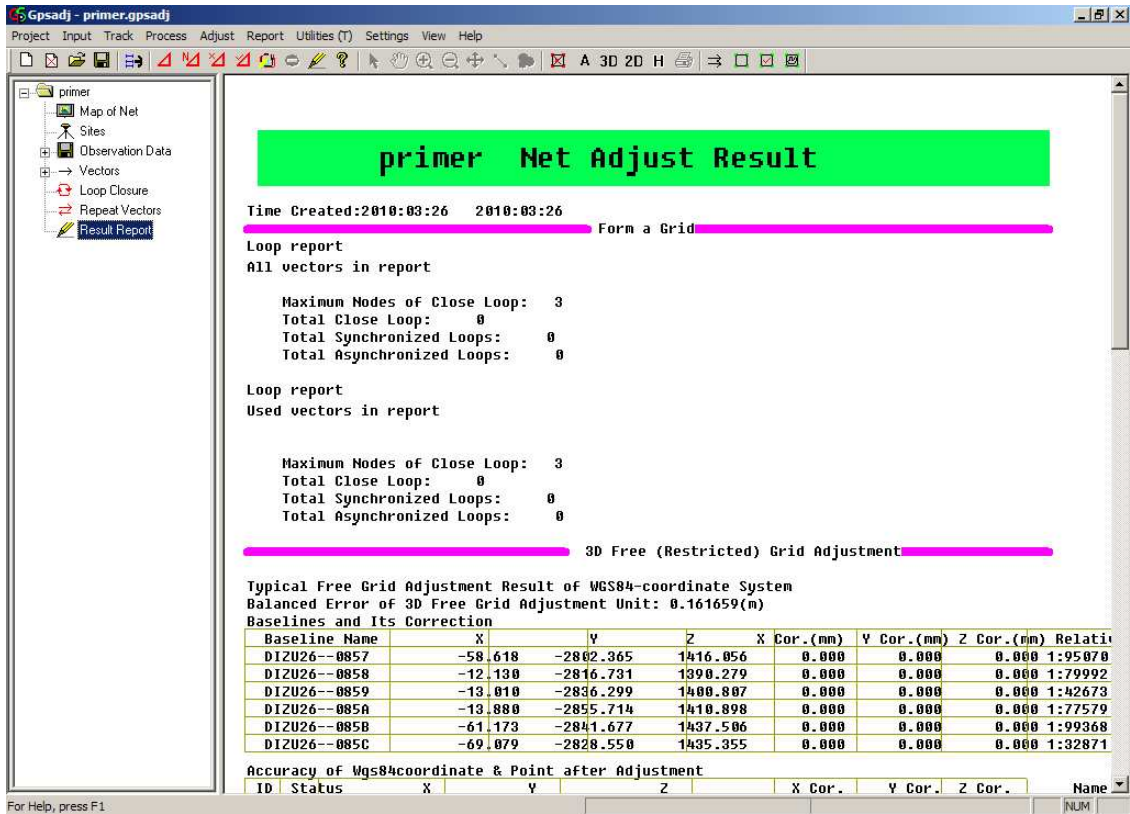 Gpsadj - primer.gpsadj
Project Input Track Process Adjust Report Utilities (T) Settings View Help
A 3D 2D H
primer
Map of Net
Sites
Observation Data
Vectors
Loop Closure
Repeat Vectors
Result Report
primer Net Adjust Result
Time Created:2010:03:26 2010:03:26
Form a Grid
Loop report
All vectors in report
Maximum Nodes of Close Loop: 3
Total Close Loop: 0
Total Synchronized Loops: 0
Total Asynchronized Loops: 0
Loop report
Used vectors in report
Maximum Nodes of Close Loop: 3
Total Close Loop: 0
Total Synchronized Loops: 0
Total Asynchronized Loops: 0
3D Free (Restricted) Grid Adjustment
Typical Free Grid Adjustment Result of WGS84-coordinate System
Balanced Error of 3D Free Grid Adjustment Unit: 0.161659(m)
Baselines and Its Correction
Baseline Name X Y Z X Cor.(mm) Y Cor.(mm) Z Cor.(mm) Relati
DIZU26--0857 -58.618 -2802.365 1416.056 0.000 0.000 0.000 1:95070
DIZU26--0858 -12.130 -2816.731 1390.279 0.000 0.000 0.000 1:79992
DIZU26--0859 -13.010 -2836.299 1400.807 0.000 0.000 0.000 1:42673
DIZU26--085A -13.880 -2855.714 1410.898 0.000 0.000 0.000 1:77579
DIZU26--085B -61.173 -2841.677 1437.506 0.000 0.000 0.000 1:99368
DIZU26--085C -69.079 -2828.550 1435.355 0.000 0.000 0.000 1:32871
Accuracy of Wgs84coordinate & Point after Adjustment
ID Status X Y Z X Cor. Y Cor. Z Cor. Name
For Help, press F1
NUM